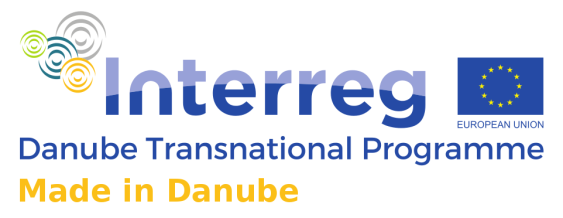 Interreg
EUROPEAN UNION
Danube Transnational Programme
Made in Danube